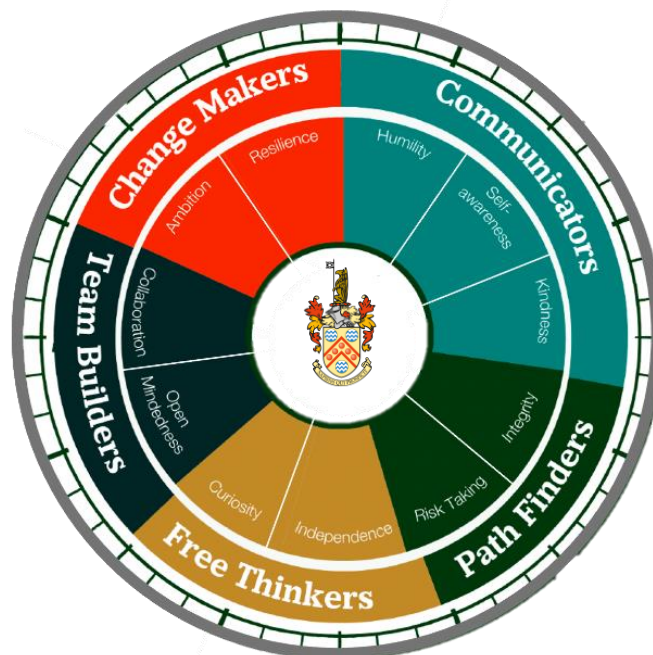 Change Makers
Resilience
Ambition
Communicators
Humility
Self-
awareness
Kindness
Path Finders
Integrity
Risk Taking
Free Thinkers
Independence
Curiosity
Team Builders
Open
Mindedness
Collaboration